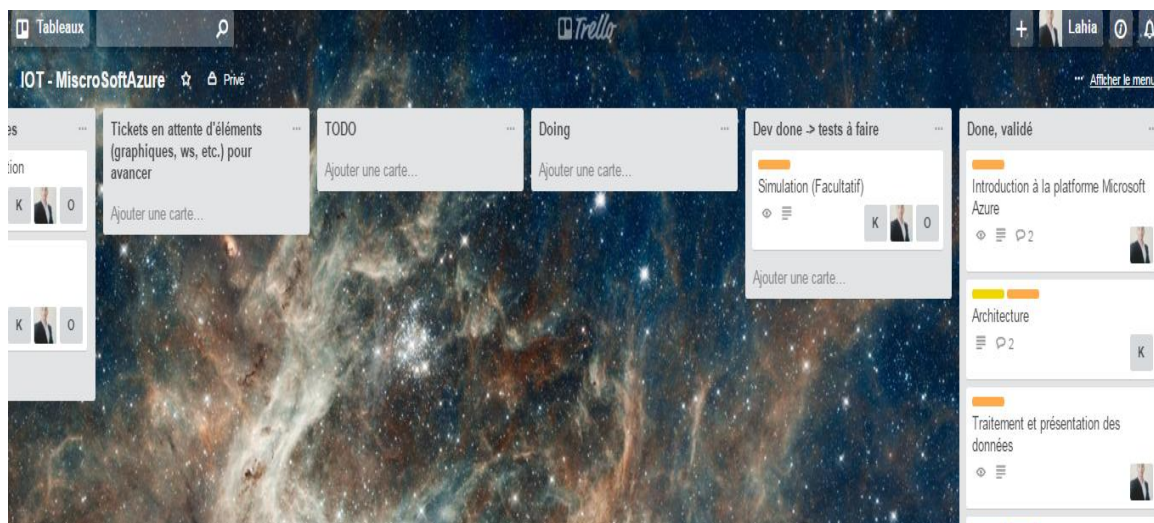 Tableaux
Trello
+
Lahia
IOT - MiscroSoftAzure
Privé
··· Afficher le menu
es
tion
K
O
K
O
Tickets en attente d'éléments
(graphiques, ws, etc.) pour
avancer
Ajouter une carte...
TODO
Ajouter une carte...
Doing
Ajouter une carte...
Dev done -> tests à faire
Simulation (Facultatif)
K
O
Ajouter une carte...
Done, validé
Introduction à la platforme Microsoft
Azure
2
Architecture
2
K
Traitement et présentation des
données